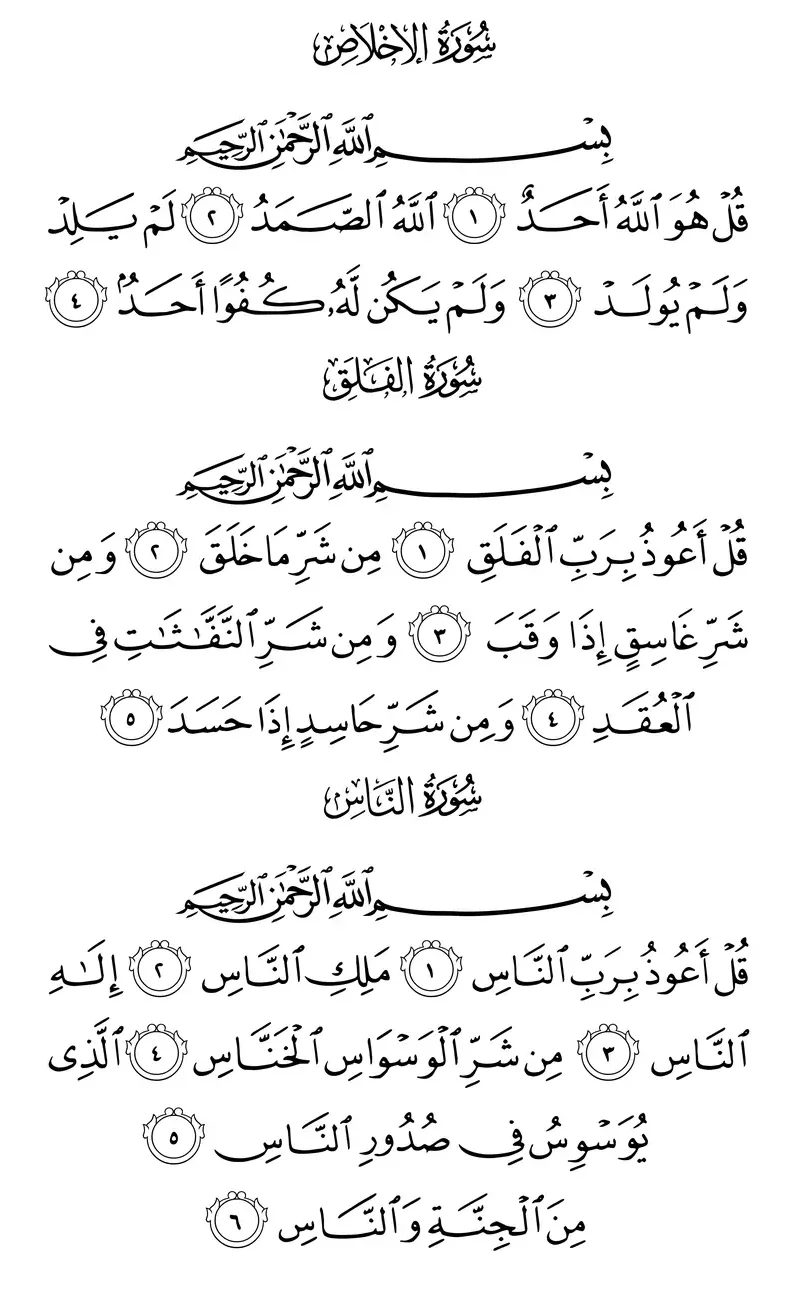 سُورَةُ الإِخْلَاصِ
بِسْمِ ٱللَّهِ ٱلرَّحْمَٰنِ ٱلرَّحِيمِ
قُلْ هُوَ ٱللَّهُ أَحَدٌ ١ ٱللَّهُ ٱلصَّمَدُ ٢ لَمْ يَلِدْ
وَلَمْ يُولَدْ ٣ وَلَمْ يَكُن لَّهُۥ كُفُوًا أَحَدٌۢ ٤
سُورَةُ الفَلَقِ
بِسْمِ ٱللَّهِ ٱلرَّحْمَٰنِ ٱلرَّحِيمِ
قُلْ أَعُوذُ بِرَبِّ ٱلْفَلَقِ ١ مِن شَرِّ مَا خَلَقَ ٢ وَمِن
شَرِّ غَاسِقٍ إِذَا وَقَبَ ٣ وَمِن شَرِّ ٱلنَّفَّٰثَٰتِ فِى
ٱلْعُقَدِ ٤ وَمِن شَرِّ حَاسِدٍ إِذَا حَسَدَ ٥
سُورَةُ النَّاسِ
بِسْمِ ٱللَّهِ ٱلرَّحْمَٰنِ ٱلرَّحِيمِ
قُلْ أَعُوذُ بِرَبِّ ٱلنَّاسِ ١ مَلِكِ ٱلنَّاسِ ٢ إِلَٰهِ
ٱلنَّاسِ ٣ مِن شَرِّ ٱلْوَسْوَاسِ ٱلْخَنَّاسِ ٤ ٱلَّذِى
يُوَسْوِسُ فِى صُدُورِ ٱلنَّاسِ ٥
مِنَ ٱلْجِنَّةِ وَٱلنَّاسِ ٦